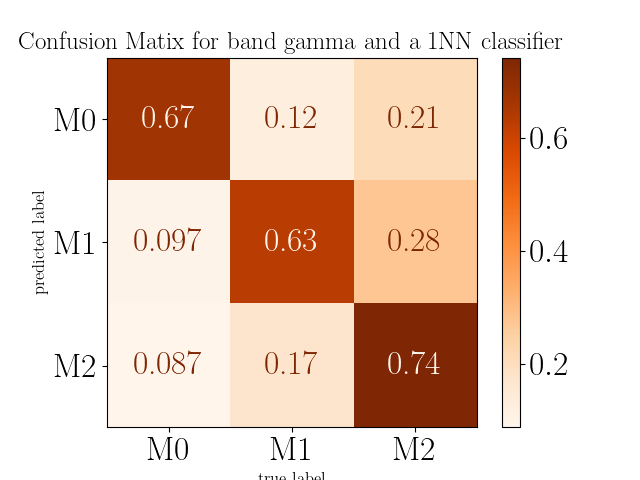 Confusion Matix for band gamma and a 1NN classifier
M0 0.67 0.12 0.21
M1 0.097 0.63 0.28
M2 0.087 0.17 0.74
M0 M1 M2
predicted label
true label
0.6
0.4
0.2